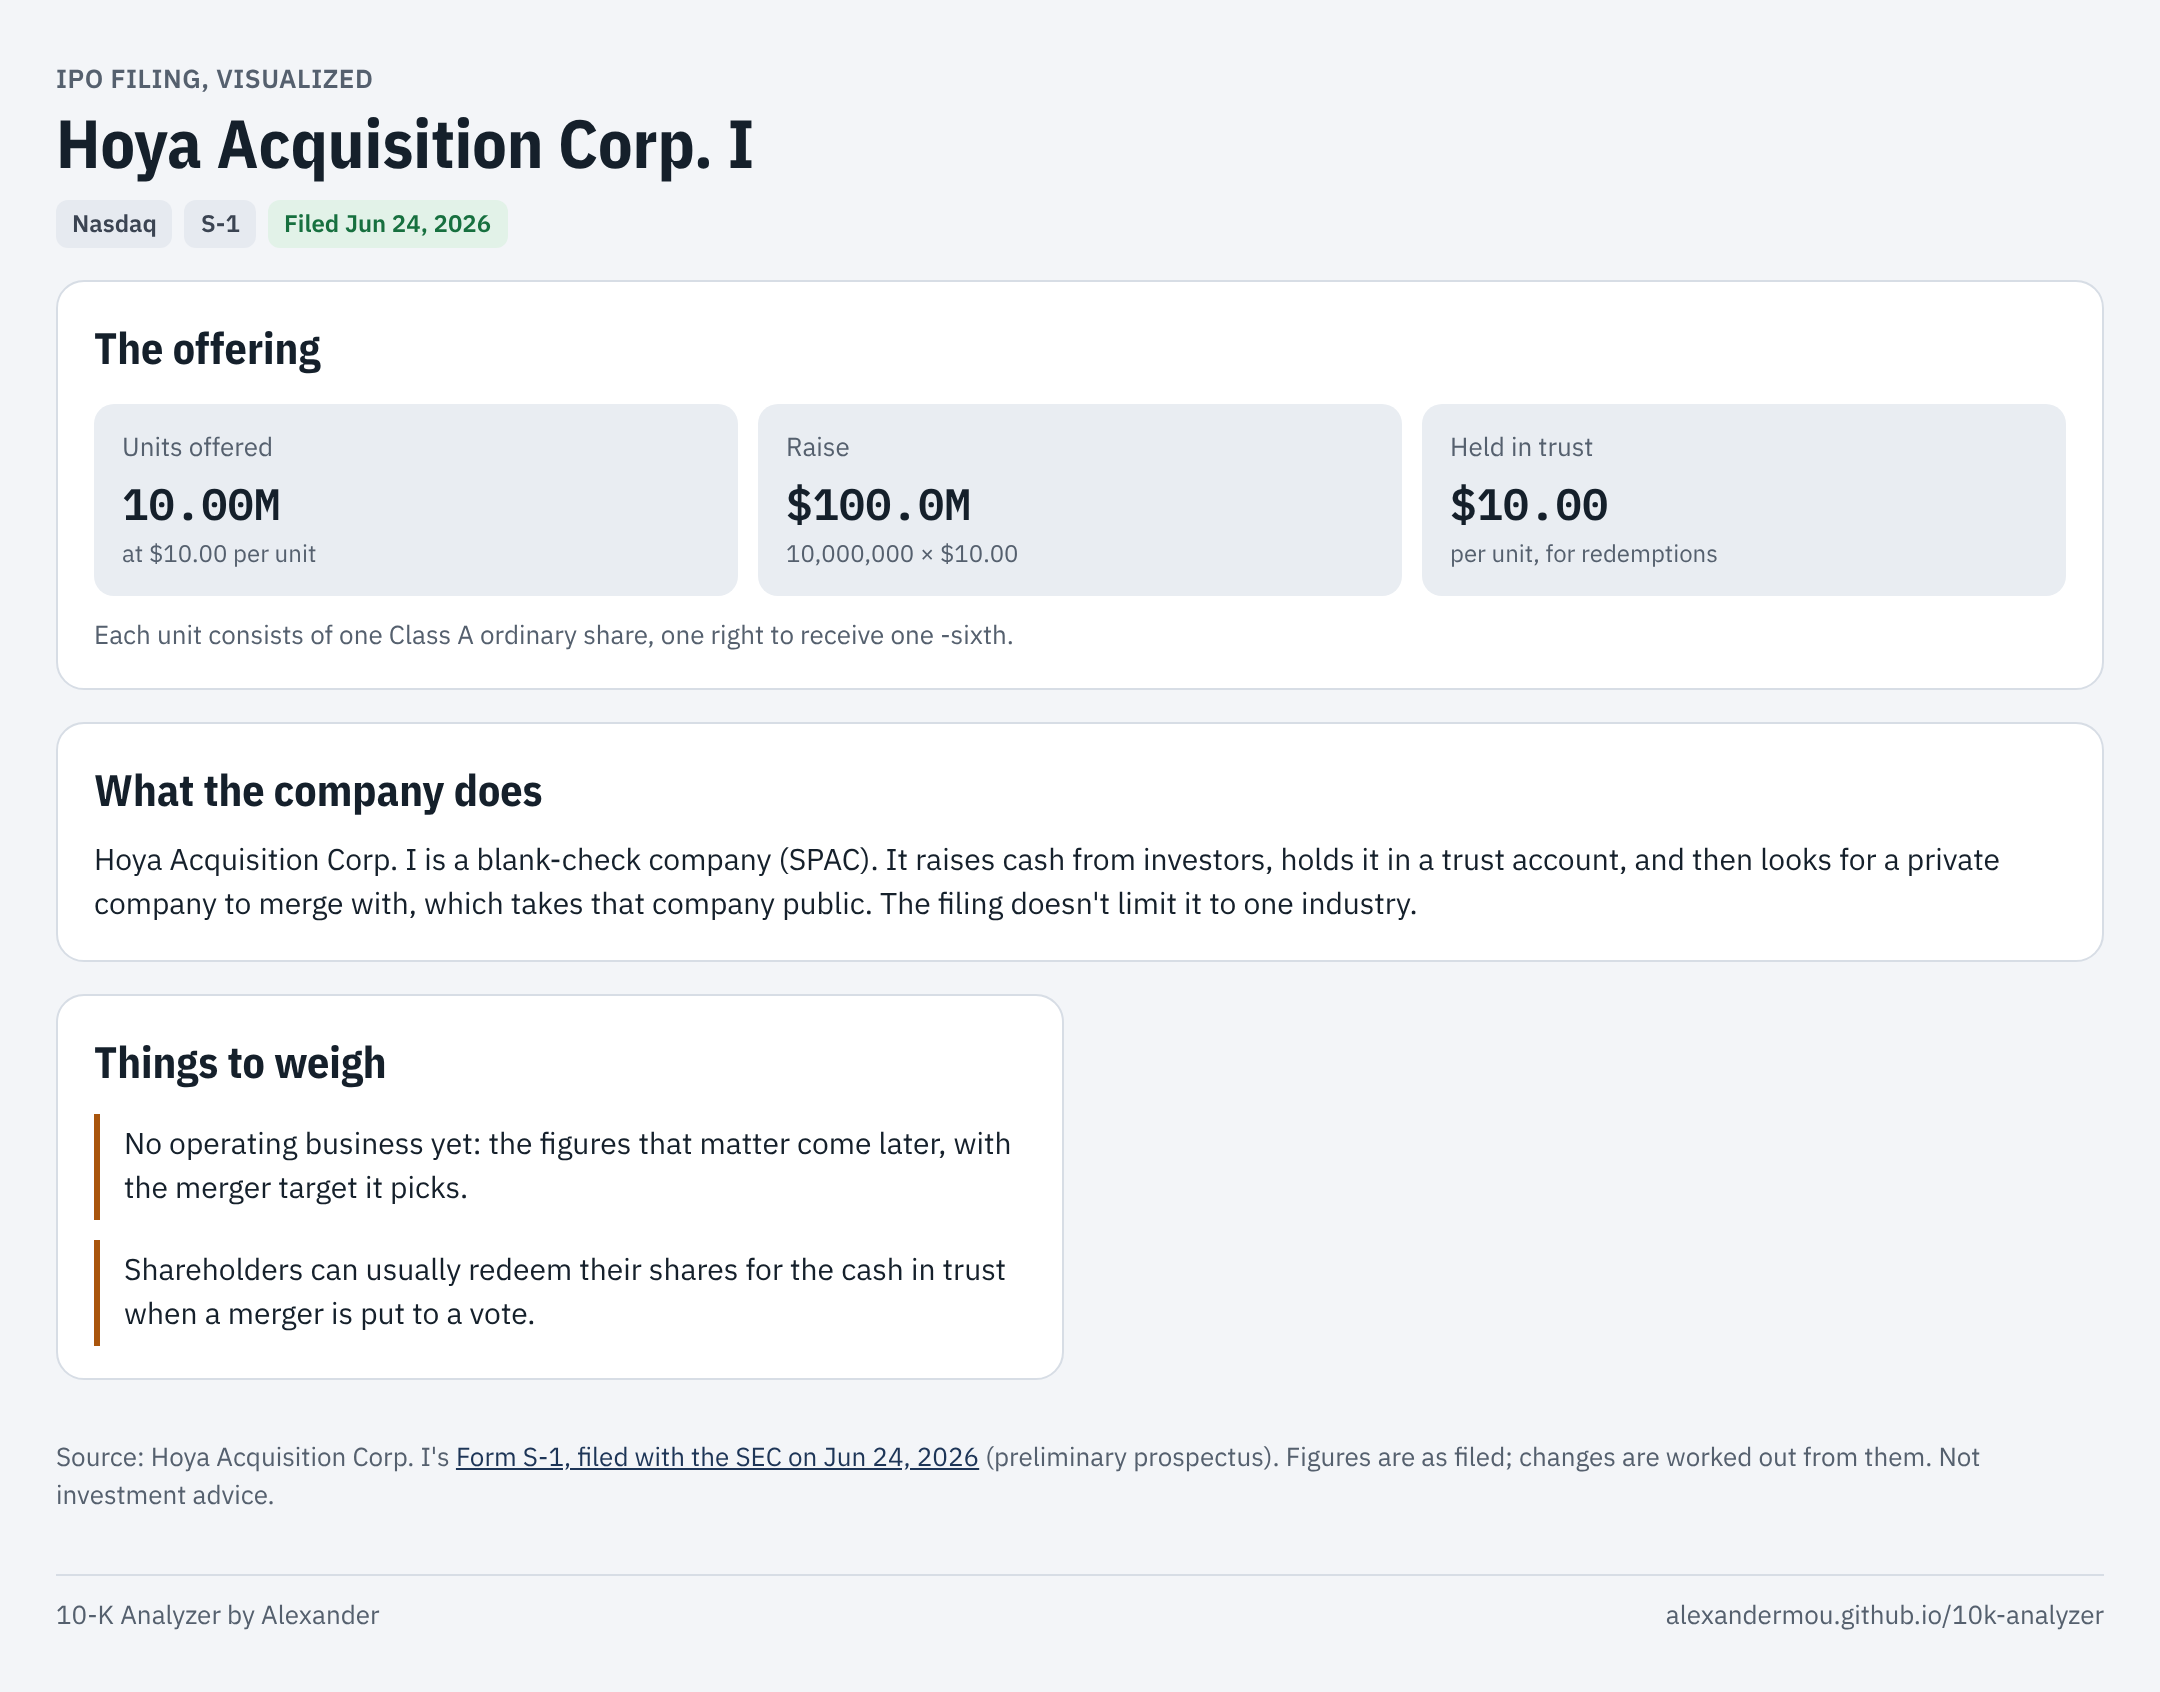 IPO FILING, VISUALIZED
Hoya Acquisition Corp. I
Nasdaq S-1 Filed Jun 24, 2026
The offering
Units offered
10.00M
at $10.00 per unit
Raise
$100.0M
10,000,000 × $10.00
Held in trust
$10.00
per unit, for redemptions
Each unit consists of one Class A ordinary share, one right to receive one -sixth.
What the company does
Hoya Acquisition Corp. I is a blank-check company (SPAC). It raises cash from investors, holds it in a trust account, and then looks for a private
company to merge with, which takes that company public. The filing doesn't limit it to one industry.
Things to weigh
No operating business yet: the figures that matter come later, with
the merger target it picks.
Shareholders can usually redeem their shares for the cash in trust
when a merger is put to a vote.
Source: Hoya Acquisition Corp. I's Form S-1, filed with the SEC on Jun 24, 2026 (preliminary prospectus). Figures are as filed; changes are worked out from them. Not
investment advice.
10-K Analyzer by Alexander
alexandermou.github.io/10k-analyzer